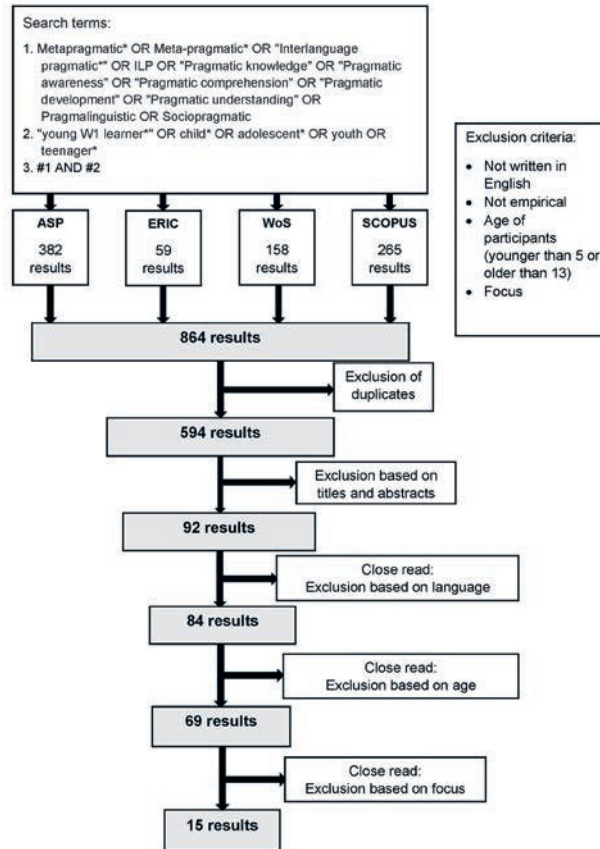 Search terms:
1. Metapragmatic* OR Meta-pragmatic* OR "Interlanguage
pragmatic*" OR ILP OR "Pragmatic knowledge" OR "Pragmatic
awareness" OR "Pragmatic comprehension" OR "Pragmatic
development" OR "Pragmatic understanding" OR
Pragmalinguistic OR Sociopragmatic
2. "young W1 learner*" OR child* OR adolescent* OR youth OR
teenager*
3. #1 AND #2
Exclusion criteria:
• Not written in
English
• Not empirical
• Age of
participants
(younger than 5 or
older than 13)
• Focus
ASP
382
results
ERIC
59
results
WoS
158
results
SCOPUS
265
results
864 results
Exclusion of
duplicates
594 results
Exclusion based on
titles and abstracts
92 results
Close read:
Exclusion based on language
84 results
Close read:
Exclusion based on age
69 results
Close read:
Exclusion based on focus
15 results